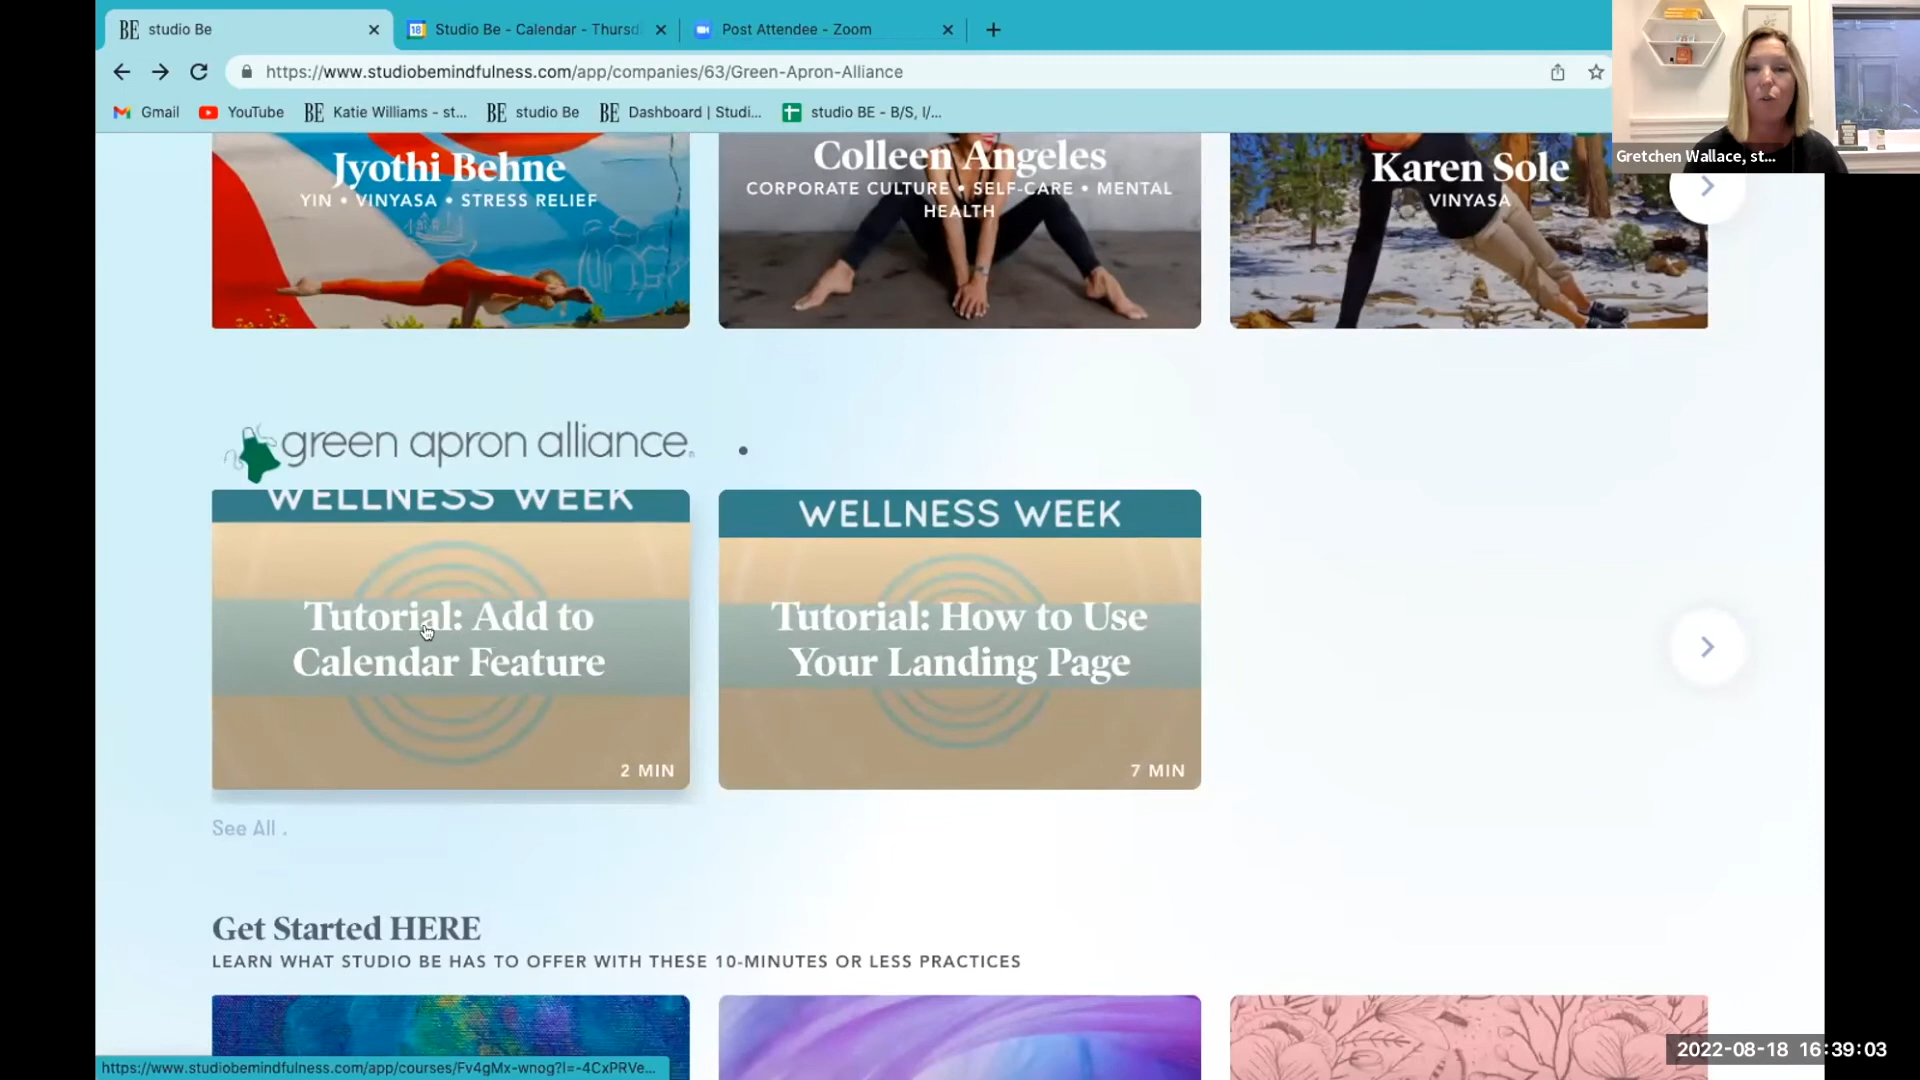 BE studio Be
18 Studio Be - Calendar - Thursd
Post Attendee - Zoom
https://www.studiobemindfulness.com/app/companies/63/Green-Apron-Alliance
Gmail
YouTube
BE Katie Williams - st...
BE studio Be
BE Dashboard | Studi...
studio BE - B/S, I/...
Gretchen Wallace, st...
Jyothi Behne
YIN • VINYASA • STRESS RELIEF
Colleen Angeles
CORPORATE CULTURE • SELF-CARE • MENTAL
HEALTH
Karen Sole
VINYASA
green apron alliance
WELLNESS WEEK
Tutorial: Add to
Calendar Feature
2 MIN
WELLNESS WEEK
Tutorial: How to Use
Your Landing Page
7 MIN
See All .
Get Started HERE
LEARN WHAT STUDIO BE HAS TO OFFER WITH THESE 10-MINUTES OR LESS PRACTICES
https://www.studiobemindfulness.com/app/courses/Fv4gMx-wnog?l=-4CxPRVe...
2022-08-18 16:39:03